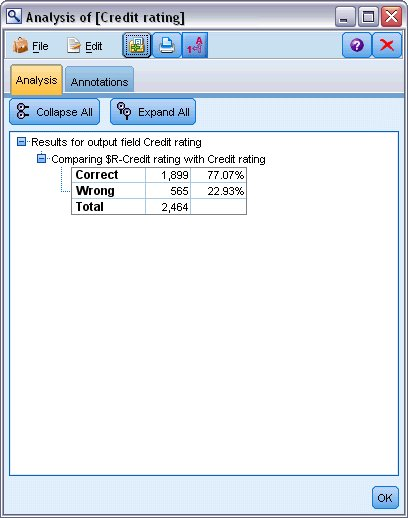 Analysis of [Credit rating]
File Edit
Analysis Annotations
Collapse All Expand All
Results for output field Credit rating
Comparing $R-Credit rating with Credit rating
Correct 1,899 77.07%
Wrong 565 22.93%
Total 2,464
OK